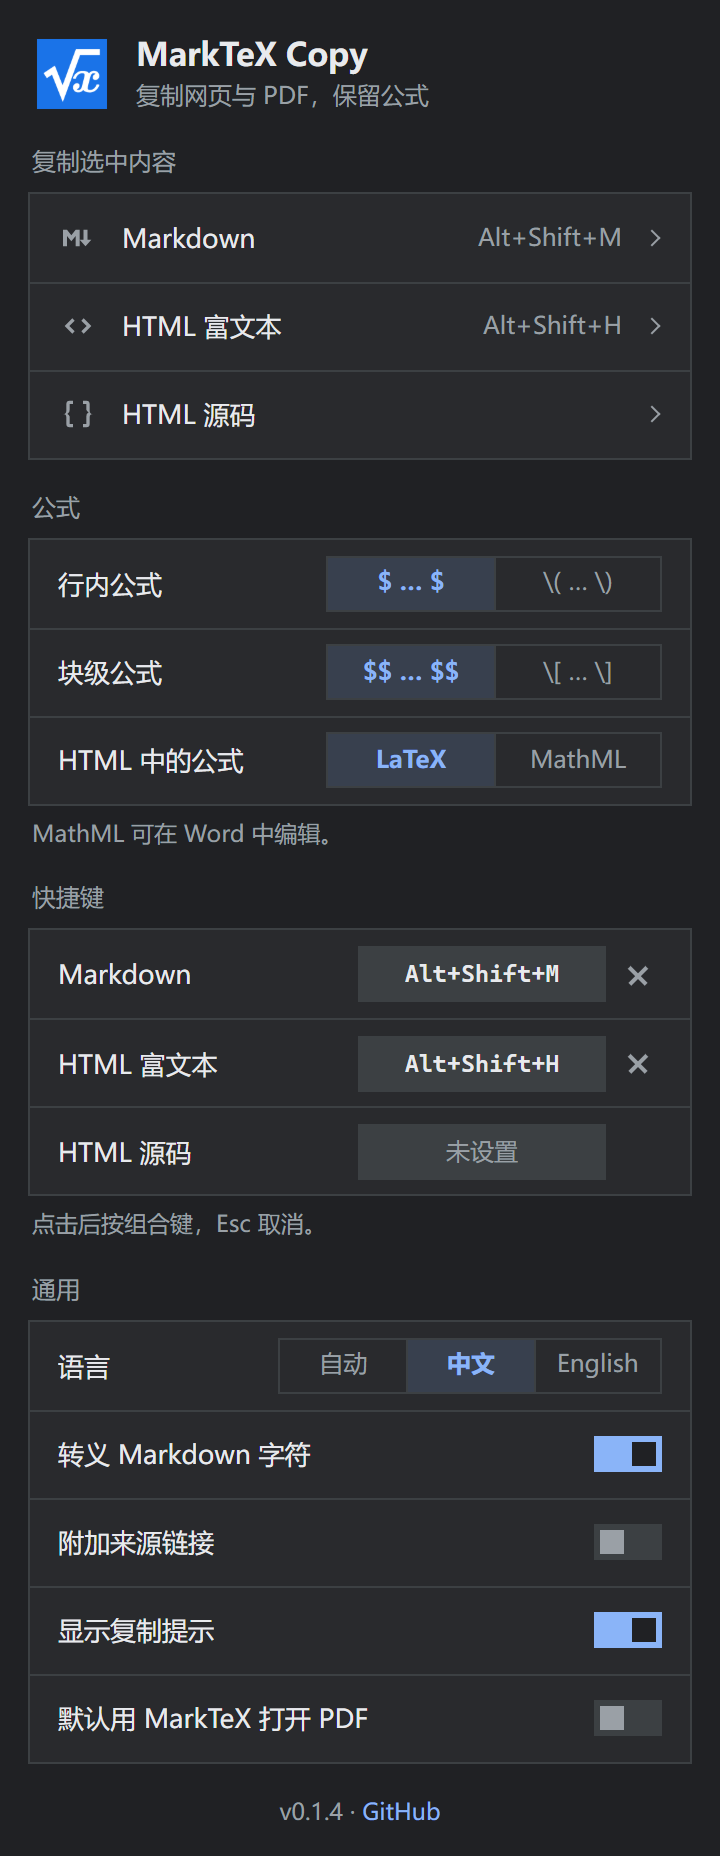 MarkTeX Copy
复制网页与 PDF，保留公式
复制选中内容
Markdown Alt+Shift+M
HTML 富文本 Alt+Shift+H
HTML 源码
公式
行内公式 $ ... $ \( ... \)
块级公式 $$ ... $$ \[ ... \]
HTML 中的公式 LaTeX MathML
MathML 可在 Word 中编辑。
快捷键
Markdown Alt+Shift+M
HTML 富文本 Alt+Shift+H
HTML 源码 未设置
点击后按组合键，Esc 取消。
通用
语言 自动 中文 English
转义 Markdown 字符
附加来源链接
显示复制提示
默认用 MarkTeX 打开 PDF
v0.1.4 · GitHub